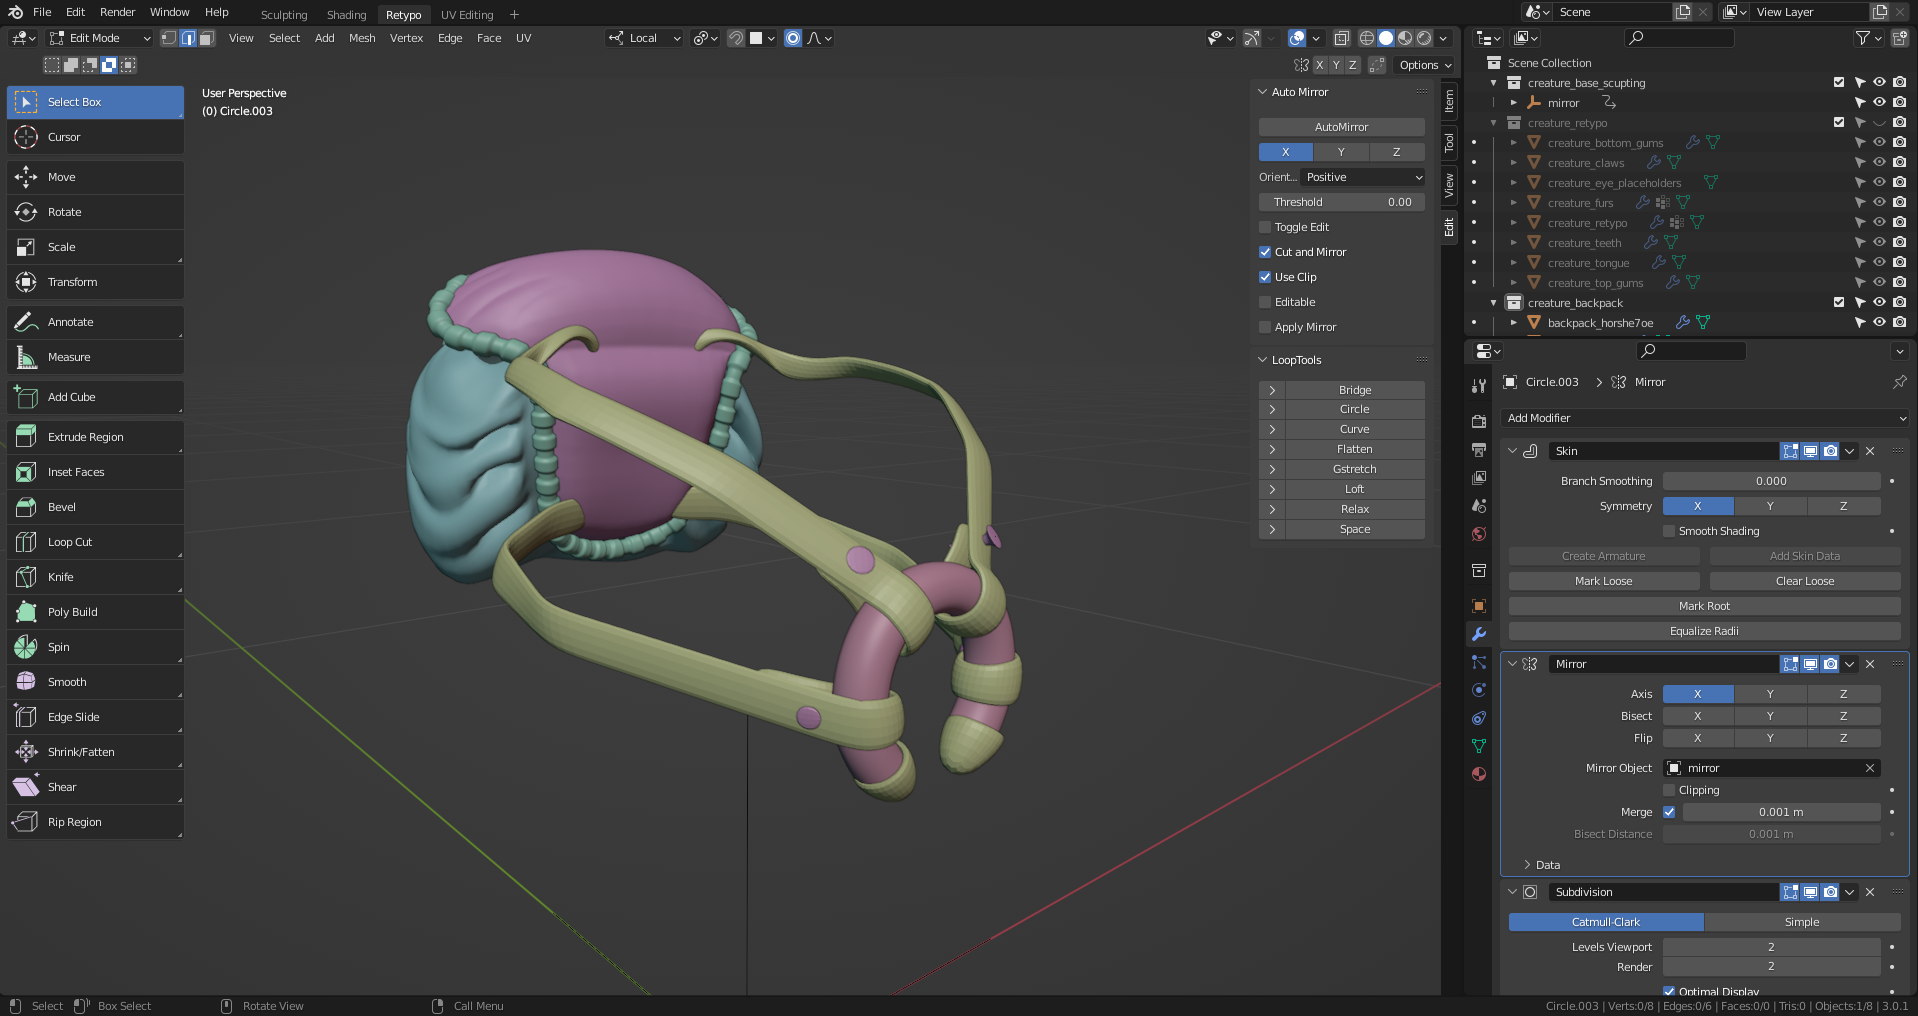 File Edit Render Window Help Sculpting Shading Retypo UV Editing + Scene View Layer
Edit Mode View Select Add Mesh Vertex Edge Face UV Local
X Y Z Options
Select Box
Cursor
Move
Rotate
Scale
Transform
Annotate
Measure
Add Cube
Extrude Region
Inset Faces
Bevel
Loop Cut
Knife
Poly Build
Spin
Smooth
Edge Slide
Shrink/Fatten
Shear
Rip Region
User Perspective
(0) Circle.003
Auto Mirror
AutoMirror
X Y Z
Orient... Positive
Threshold 0.00
Toggle Edit
Cut and Mirror
Use Clip
Editable
Apply Mirror
LoopTools
Bridge
Circle
Curve
Flatten
Gstretch
Loft
Relax
Space
Item
Tool
View
Edit
Scene Collection
creature_base_scupting
mirror
creature_retypo
creature_bottom_gums
creature_claws
creature_eye_placeholders
creature_furs
creature_retypo
creature_teeth
creature_tongue
creature_top_gums
creature_backpack
backpack_horshe7oe
Circle.003 > Mirror
Add Modifier
Skin
Branch Smoothing 0.000
Symmetry X Y Z
Smooth Shading
Create Armature Add Skin Data
Mark Loose Clear Loose
Mark Root
Equalize Radii
Mirror
Axis X Y Z
Bisect X Y Z
Flip X Y Z
Mirror Object mirror
Clipping
Merge 0.001 m
Bisect Distance 0.001 m
Data
Subdivision
Catmull-Clark Simple
Levels Viewport 2
Render 2
Optimal Display
Select Box Select Rotate View Call Menu Circle.003 | Verts:0/8 | Edges:0/6 | Faces:0/0 | Tris:0 | Objects:1/8 | 3.0.1